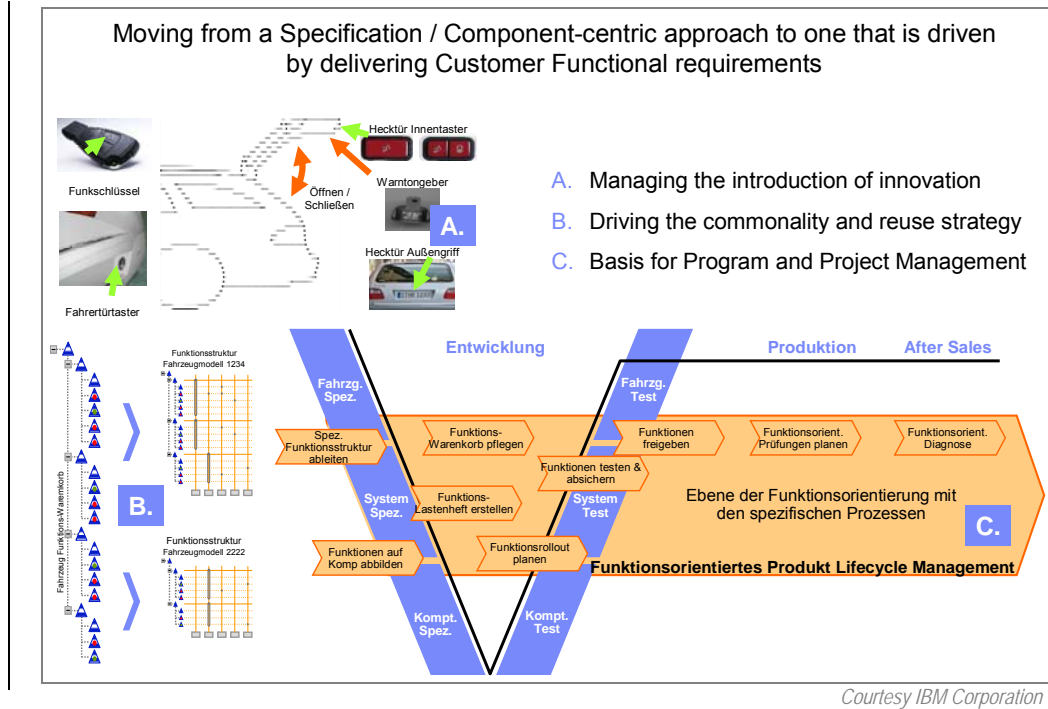 Moving from a Specification / Component-centric approach to one that is driven
by delivering Customer Functional requirements
Funkschlüssel
Fahrertürtaster
Öffnen /
Schließen
Hecktür Innentaster
Warntongeber
A.
Hecktür Außengriff
A. Managing the introduction of innovation
B. Driving the commonality and reuse strategy
C. Basis for Program and Project Management
Fahrzeug Funktions-Warenkorb
B.
Funktionsstruktur
Fahrzeugmodell 1234
Funktionsstruktur
Fahrzeugmodell 2222
Entwicklung
Produktion
After Sales
Fahrzg.
Spez.
Fahrzg.
Test
Spez.
Funktionsstruktur
ableiten
Funktions-
Warenkorb pflegen
Funktionen
freigeben
Funktionsorient.
Prüfungen planen
Funktionsorient.
Diagnose
Funktionen testen &
absichern
System
Spez.
Funktions-
Lastenheft erstellen
System
Test
Ebene der Funktionsorientierung mit
den spezifischen Prozessen
C.
Funktionen auf
Komp abbilden
Funktionsrollout
planen
Funktionsorientiertes Produkt Lifecycle Management
Kompt.
Spez.
Kompt.
Test
Courtesy IBM Corporation